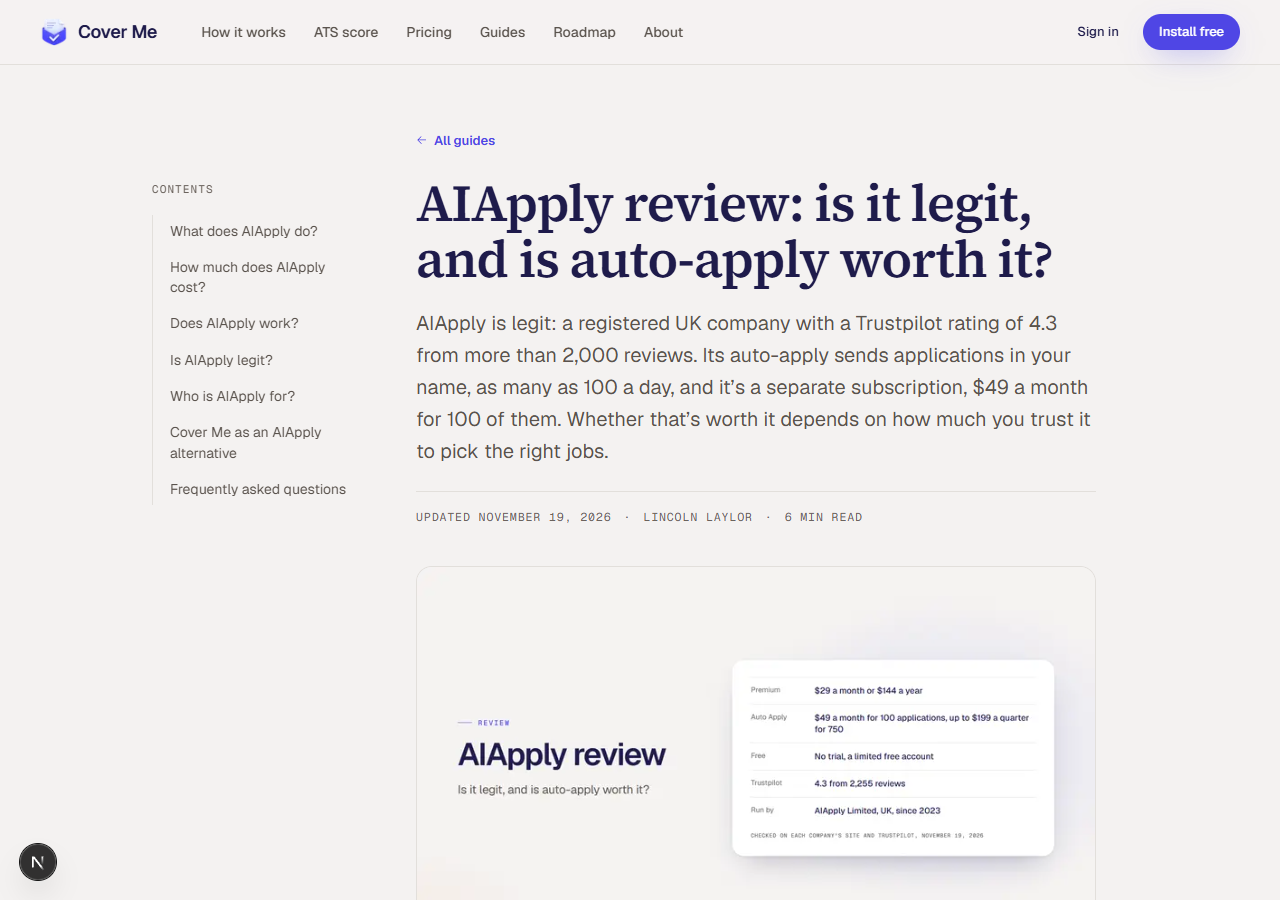 Cover Me
How it works
ATS score
Pricing
Guides
Roadmap
About
Sign in
Install free
← All guides
CONTENTS
What does AIApply do?
How much does AIApply
cost?
Does AIApply work?
Is AIApply legit?
Who is AIApply for?
Cover Me as an AIApply
alternative
Frequently asked questions
AIApply review: is it legit,
and is auto-apply worth it?
AIApply is legit: a registered UK company with a Trustpilot rating of 4.3
from more than 2,000 reviews. Its auto-apply sends applications in your
name, as many as 100 a day, and it’s a separate subscription, $49 a month
for 100 of them. Whether that’s worth it depends on how much you trust it
to pick the right jobs.
UPDATED NOVEMBER 19, 2026 · LINCOLN LAYLOR · 6 MIN READ
REVIEW
AIApply review
Is it legit, and is auto-apply worth it?
Premium $29 a month or $144 a year
Auto Apply $49 a month for 100 applications, up to $199 a quarter
for 750
Free No trial, a limited free account
Trustpilot 4.3 from 2,255 reviews
Run by AIApply Limited, UK, since 2023
CHECKED ON EACH COMPANY'S SITE AND TRUSTPILOT, NOVEMBER 19, 2026
N